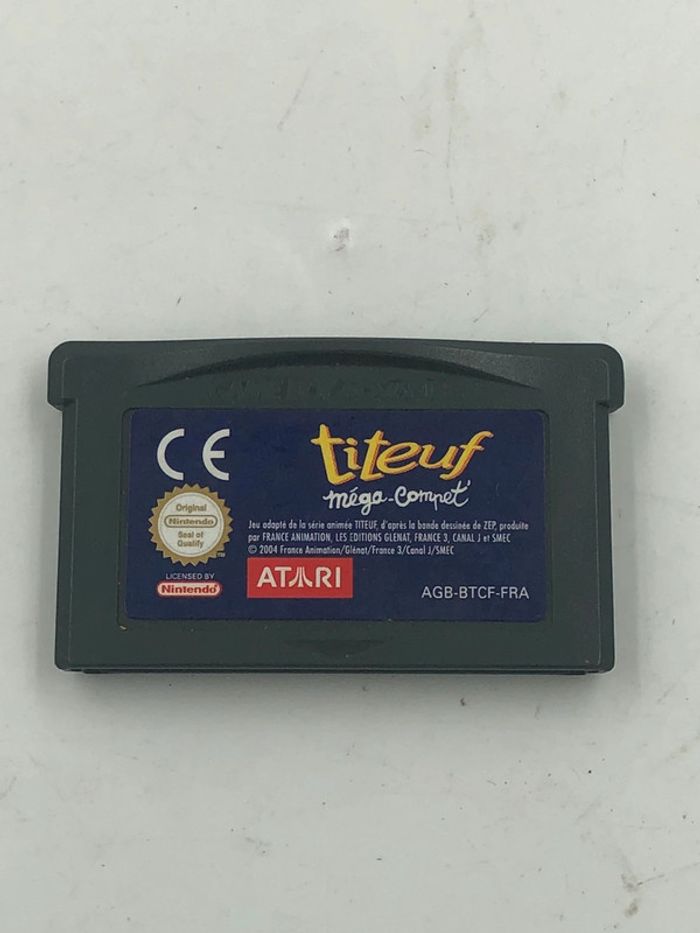 CE
titeuf
méga-compet'
Original
Nintendo
Seal of
Quality
Jeu adapté de la série animée TITEUF, d'après la bande dessinée de ZEP, produite
par FRANCE ANIMATION, LES EDITIONS GLENAT, FRANCE 3, CANAL J et SMEC
© 2004 France Animation/Glénat/France 3/Canal J/SMEC
LICENSED BY
Nintendo
ATARI
AGB-BTCF-FRA